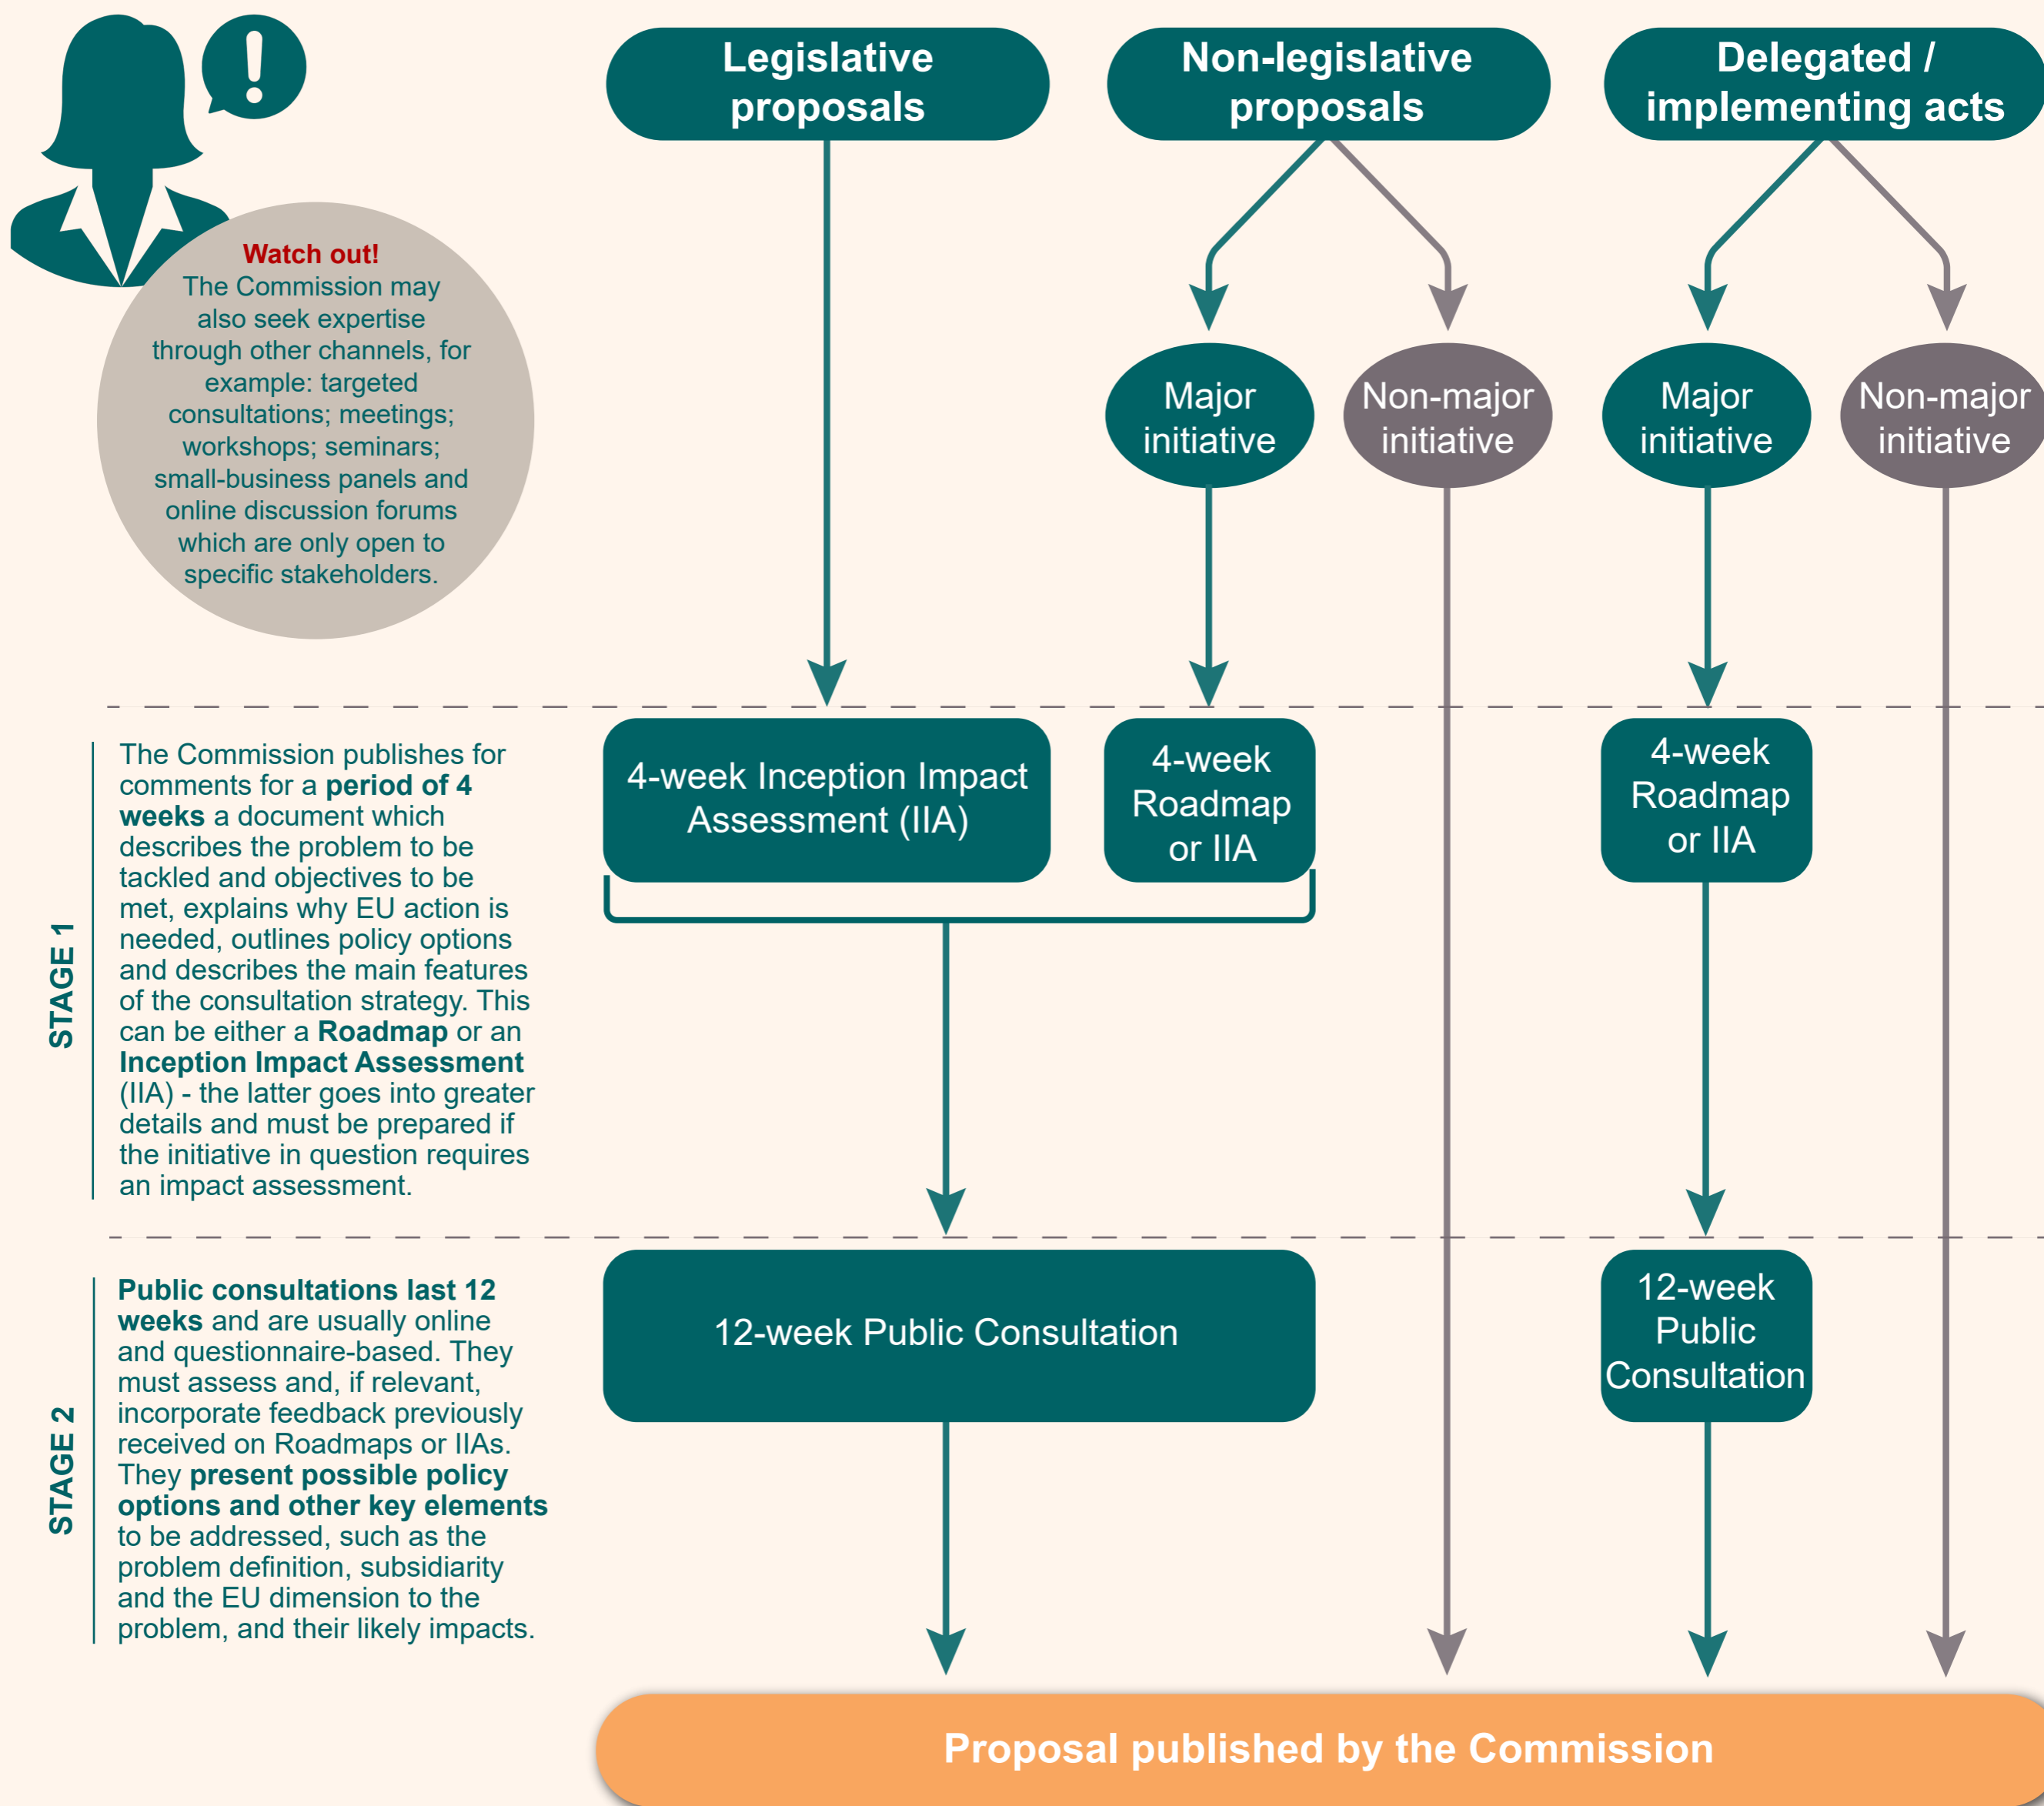 Legislative
proposals
Non-legislative
proposals
Delegated /
implementing acts
!
Watch out!
The Commission may
also seek expertise
through other channels, for
example: targeted
consultations; meetings;
workshops; seminars;
small-business panels and
online discussion forums
which are only open to
specific stakeholders.
Major
initiative
Non-major
initiative
Major
initiative
Non-major
initiative
STAGE 1
The Commission publishes for
comments for a period of 4
weeks a document which
describes the problem to be
tackled and objectives to be
met, explains why EU action is
needed, outlines policy options
and describes the main features
of the consultation strategy. This
can be either a Roadmap or an
Inception Impact Assessment
(IIA) - the latter goes into greater
details and must be prepared if
the initiative in question requires
an impact assessment.
4-week Inception Impact
Assessment (IIA)
4-week
Roadmap
or IIA
4-week
Roadmap
or IIA
STAGE 2
Public consultations last 12
weeks and are usually online
and questionnaire-based. They
must assess and, if relevant,
incorporate feedback previously
received on Roadmaps or IIAs.
They present possible policy
options and other key elements
to be addressed, such as the
problem definition, subsidiarity
and the EU dimension to the
problem, and their likely impacts.
12-week Public Consultation
12-week
Public
Consultation
Proposal published by the Commission